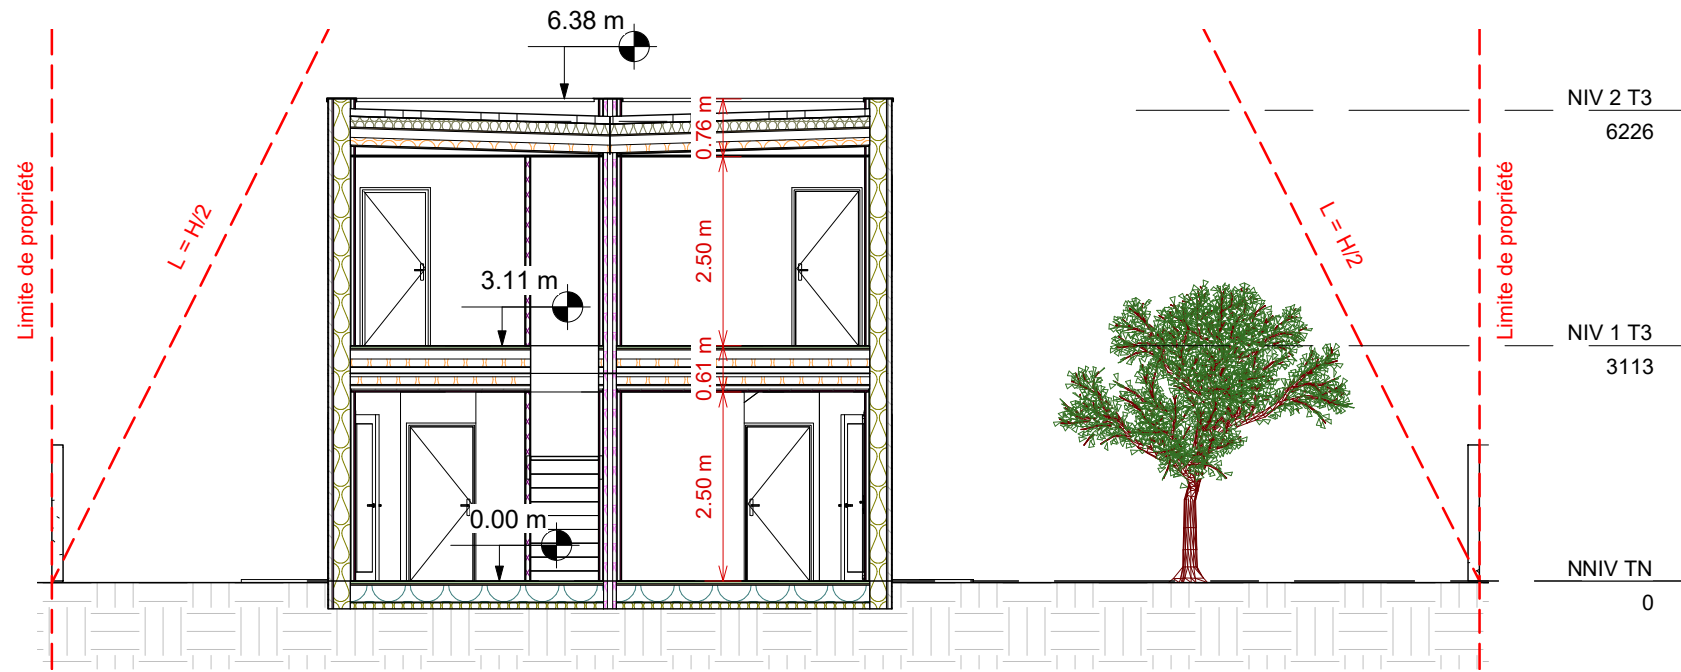 6.38 m
NIV 2 T3
6226
0.76 m
Limite de propriété
L = H/2
2.50 m
3.11 m
L = H/2
Limite de propriété
NIV 1 T3
3113
0.61 m
2.50 m
0.00 m
NNIV TN
0